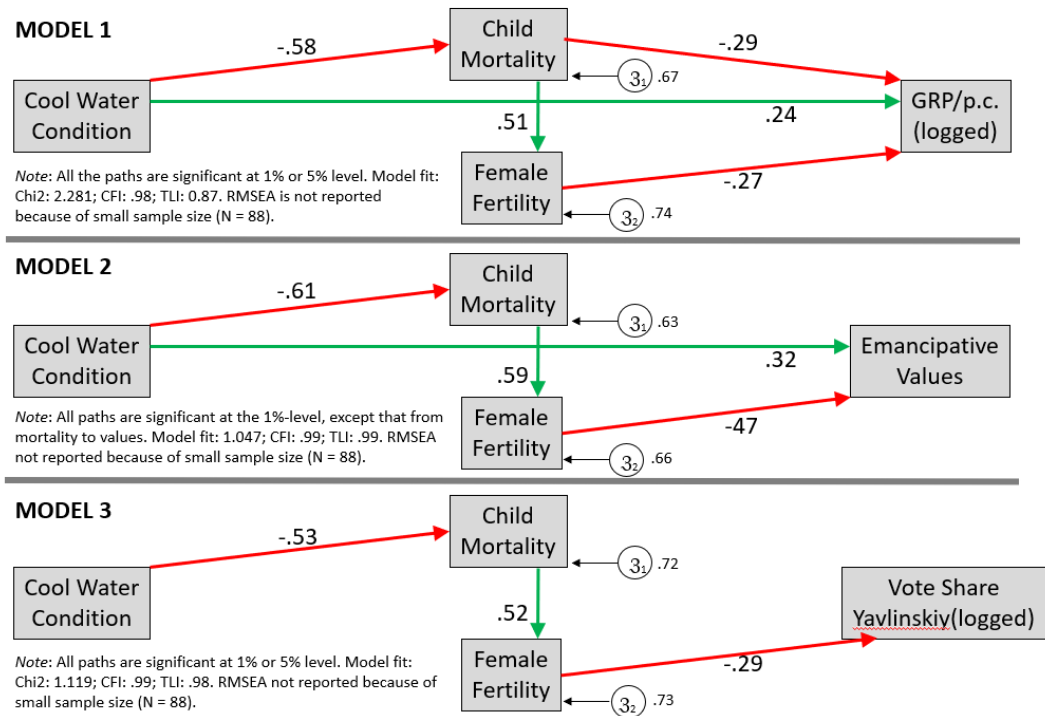 MODEL 1
Child
Mortality
-.58
-.29
3₁ .67
Cool Water
Condition
GRP/p.c.
(logged)
.24
.51
Female
Fertility
-.27
3₂ .74
Note: All the paths are significant at 1% or 5% level. Model fit:
Chi2: 2.281; CFI: .98; TLI: 0.87. RMSEA is not reported
because of small sample size (N = 88).
MODEL 2
Child
Mortality
-.61
3₁ .63
Cool Water
Condition
Emancipative
Values
.32
.59
Female
Fertility
-47
3₂ .66
Note: All paths are significant at the 1%-level, except that from
mortality to values. Model fit: 1.047; CFI: .99; TLI: .99. RMSEA
not reported because of small sample size (N = 88).
MODEL 3
Child
Mortality
-.53
3₁ .72
Cool Water
Condition
Vote Share
Yavlinskiy(logged)
.52
Female
Fertility
-.29
3₂ .73
Note: All paths are significant at 1% or 5% level. Model fit:
Chi2: 1.119; CFI: .99; TLI: .98. RMSEA not reported because of
small sample size (N = 88).